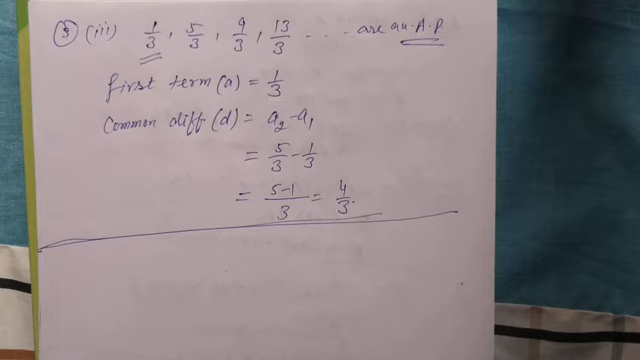 ③ (iii) 1/3, 5/3, 9/3, 13/3 . . . . are an A.P.
first term (a) = 1/3
Common diff (d) = a₂ - a₁
= 5/3 - 1/3
= (5-1)/3 = 4/3.